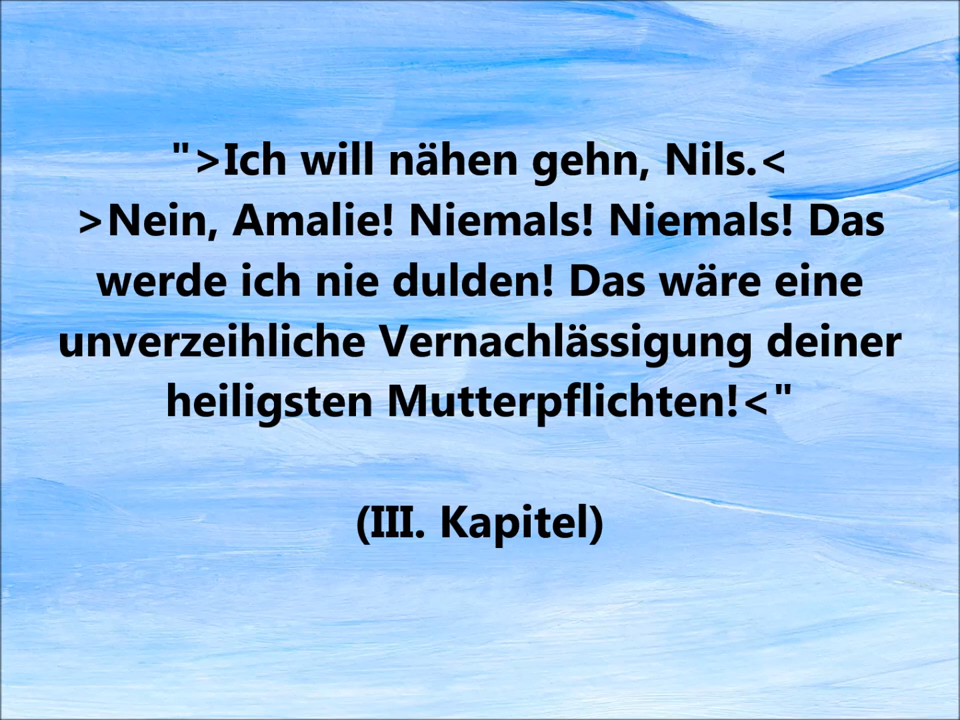 ">Ich will nähen gehn, Nils.<
>Nein, Amalie! Niemals! Niemals! Das
werde ich nie dulden! Das wäre eine
unverzeihliche Vernachlässigung deiner
heiligsten Mutterpflichten!<"
(III. Kapitel)